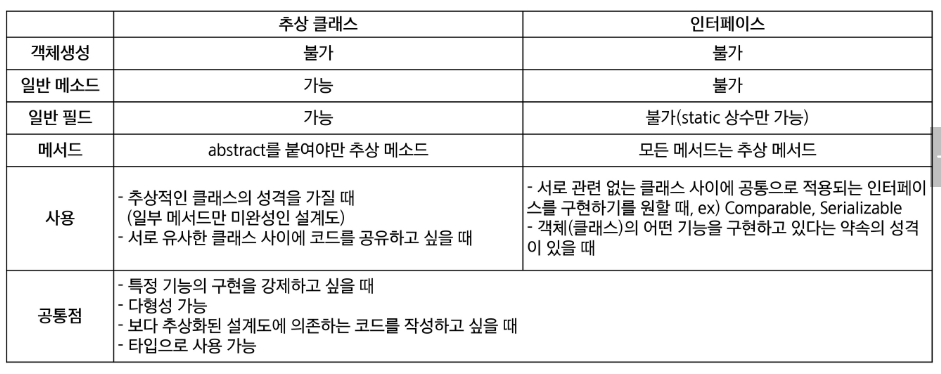 추상 클래스 인터페이스
객체생성 불가 불가
일반 메소드 가능 불가
일반 필드 가능 불가(static 상수만 가능)
메서드 abstract를 붙여야만 추상 메소드 모든 메서드는 추상 메서드
사용
- 추상적인 클래스의 성격을 가질 때
(일부 메서드만 미완성인 설계도)
- 서로 유사한 클래스 사이에 코드를 공유하고 싶을 때
- 서로 관련 없는 클래스 사이에 공통으로 적용되는 인터페이
스를 구현하기를 원할 때, ex) Comparable, Serializable
- 객체(클래스)의 어떤 기능을 구현하고 있다는 약속의 성격
이 있을 때
공통점
- 특정 기능의 구현을 강제하고 싶을 때
- 다형성 가능
- 보다 추상화된 설계도에 의존하는 코드를 작성하고 싶을 때
- 타입으로 사용 가능